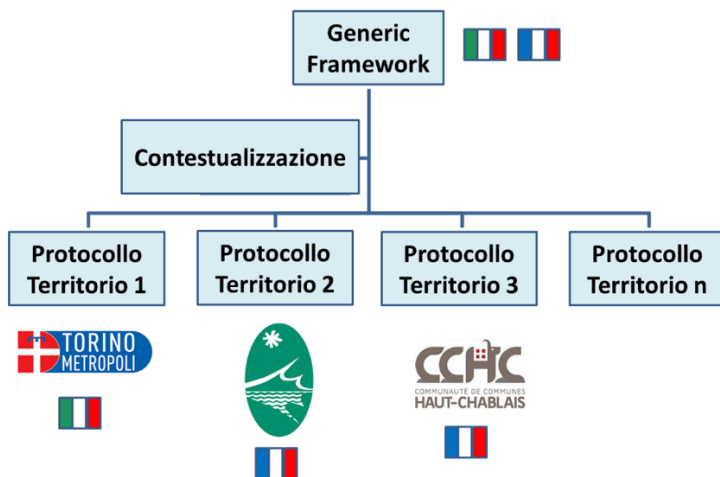 Generic
Framework
Contestualizzazione
Protocollo
Territorio 1
Protocollo
Territorio 2
Protocollo
Territorio 3
Protocollo
Territorio n
TORINO
METROPOLI
CCHC
COMMUNAUTÉ DE COMMUNES
HAUT-CHABLAIS